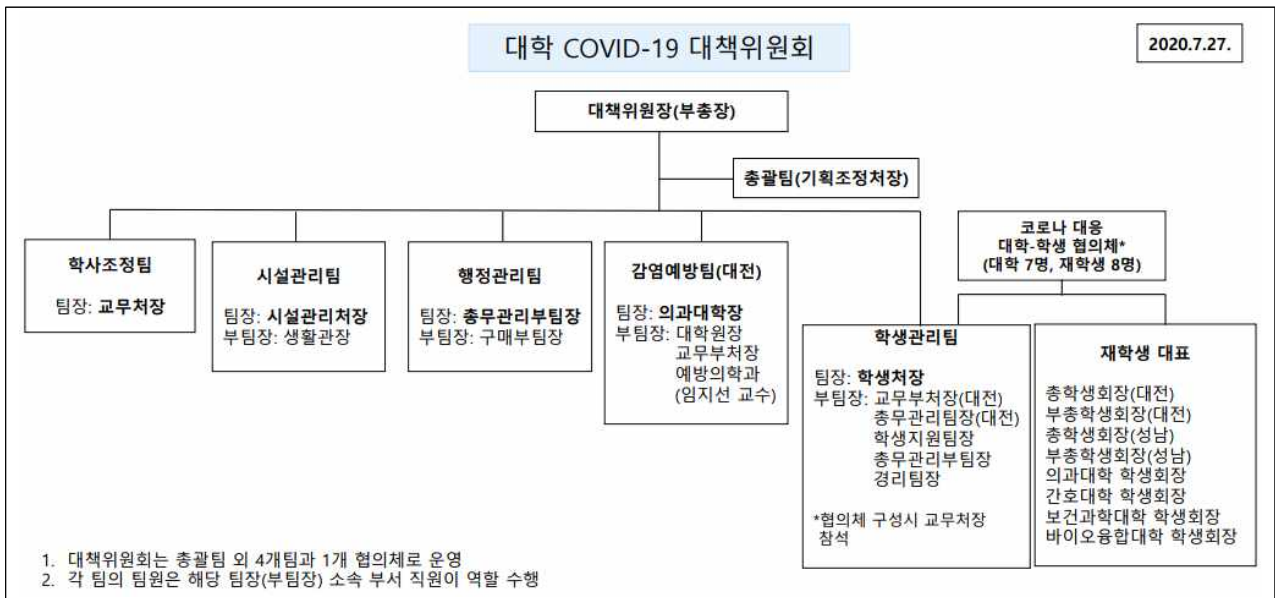 대학 COVID-19 대책위원회
2020.7.27.
대책위원장(부총장)
총괄팀(기획조정처장)
학사조정팀
팀장: 교무처장
시설관리팀
팀장: 시설관리처장
부팀장: 생활관장
행정관리팀
팀장: 총무관리부팀장
부팀장: 구매부팀장
감염예방팀(대전)
팀장: 의과대학장
부팀장: 대학원장
교무부처장
예방의학과
(임지선 교수)
코로나 대응
대학-학생 협의체*
(대학 7명, 재학생 8명)
학생관리팀
팀장: 학생처장
부팀장: 교무부처장(대전)
총무관리팀장(대전)
학생지원팀장
총무관리부팀장
경리팀장
*협의체 구성시 교무처장
참석
재학생 대표
총학생회장(대전)
부총학생회장(대전)
총학생회장(성남)
부총학생회장(성남)
의과대학 학생회장
간호대학 학생회장
보건과학대학 학생회장
바이오융합대학 학생회장
1. 대책위원회는 총괄팀 외 4개팀과 1개 협의체로 운영
2. 각 팀의 팀원은 해당 팀장(부팀장) 소속 부서 직원이 역할 수행